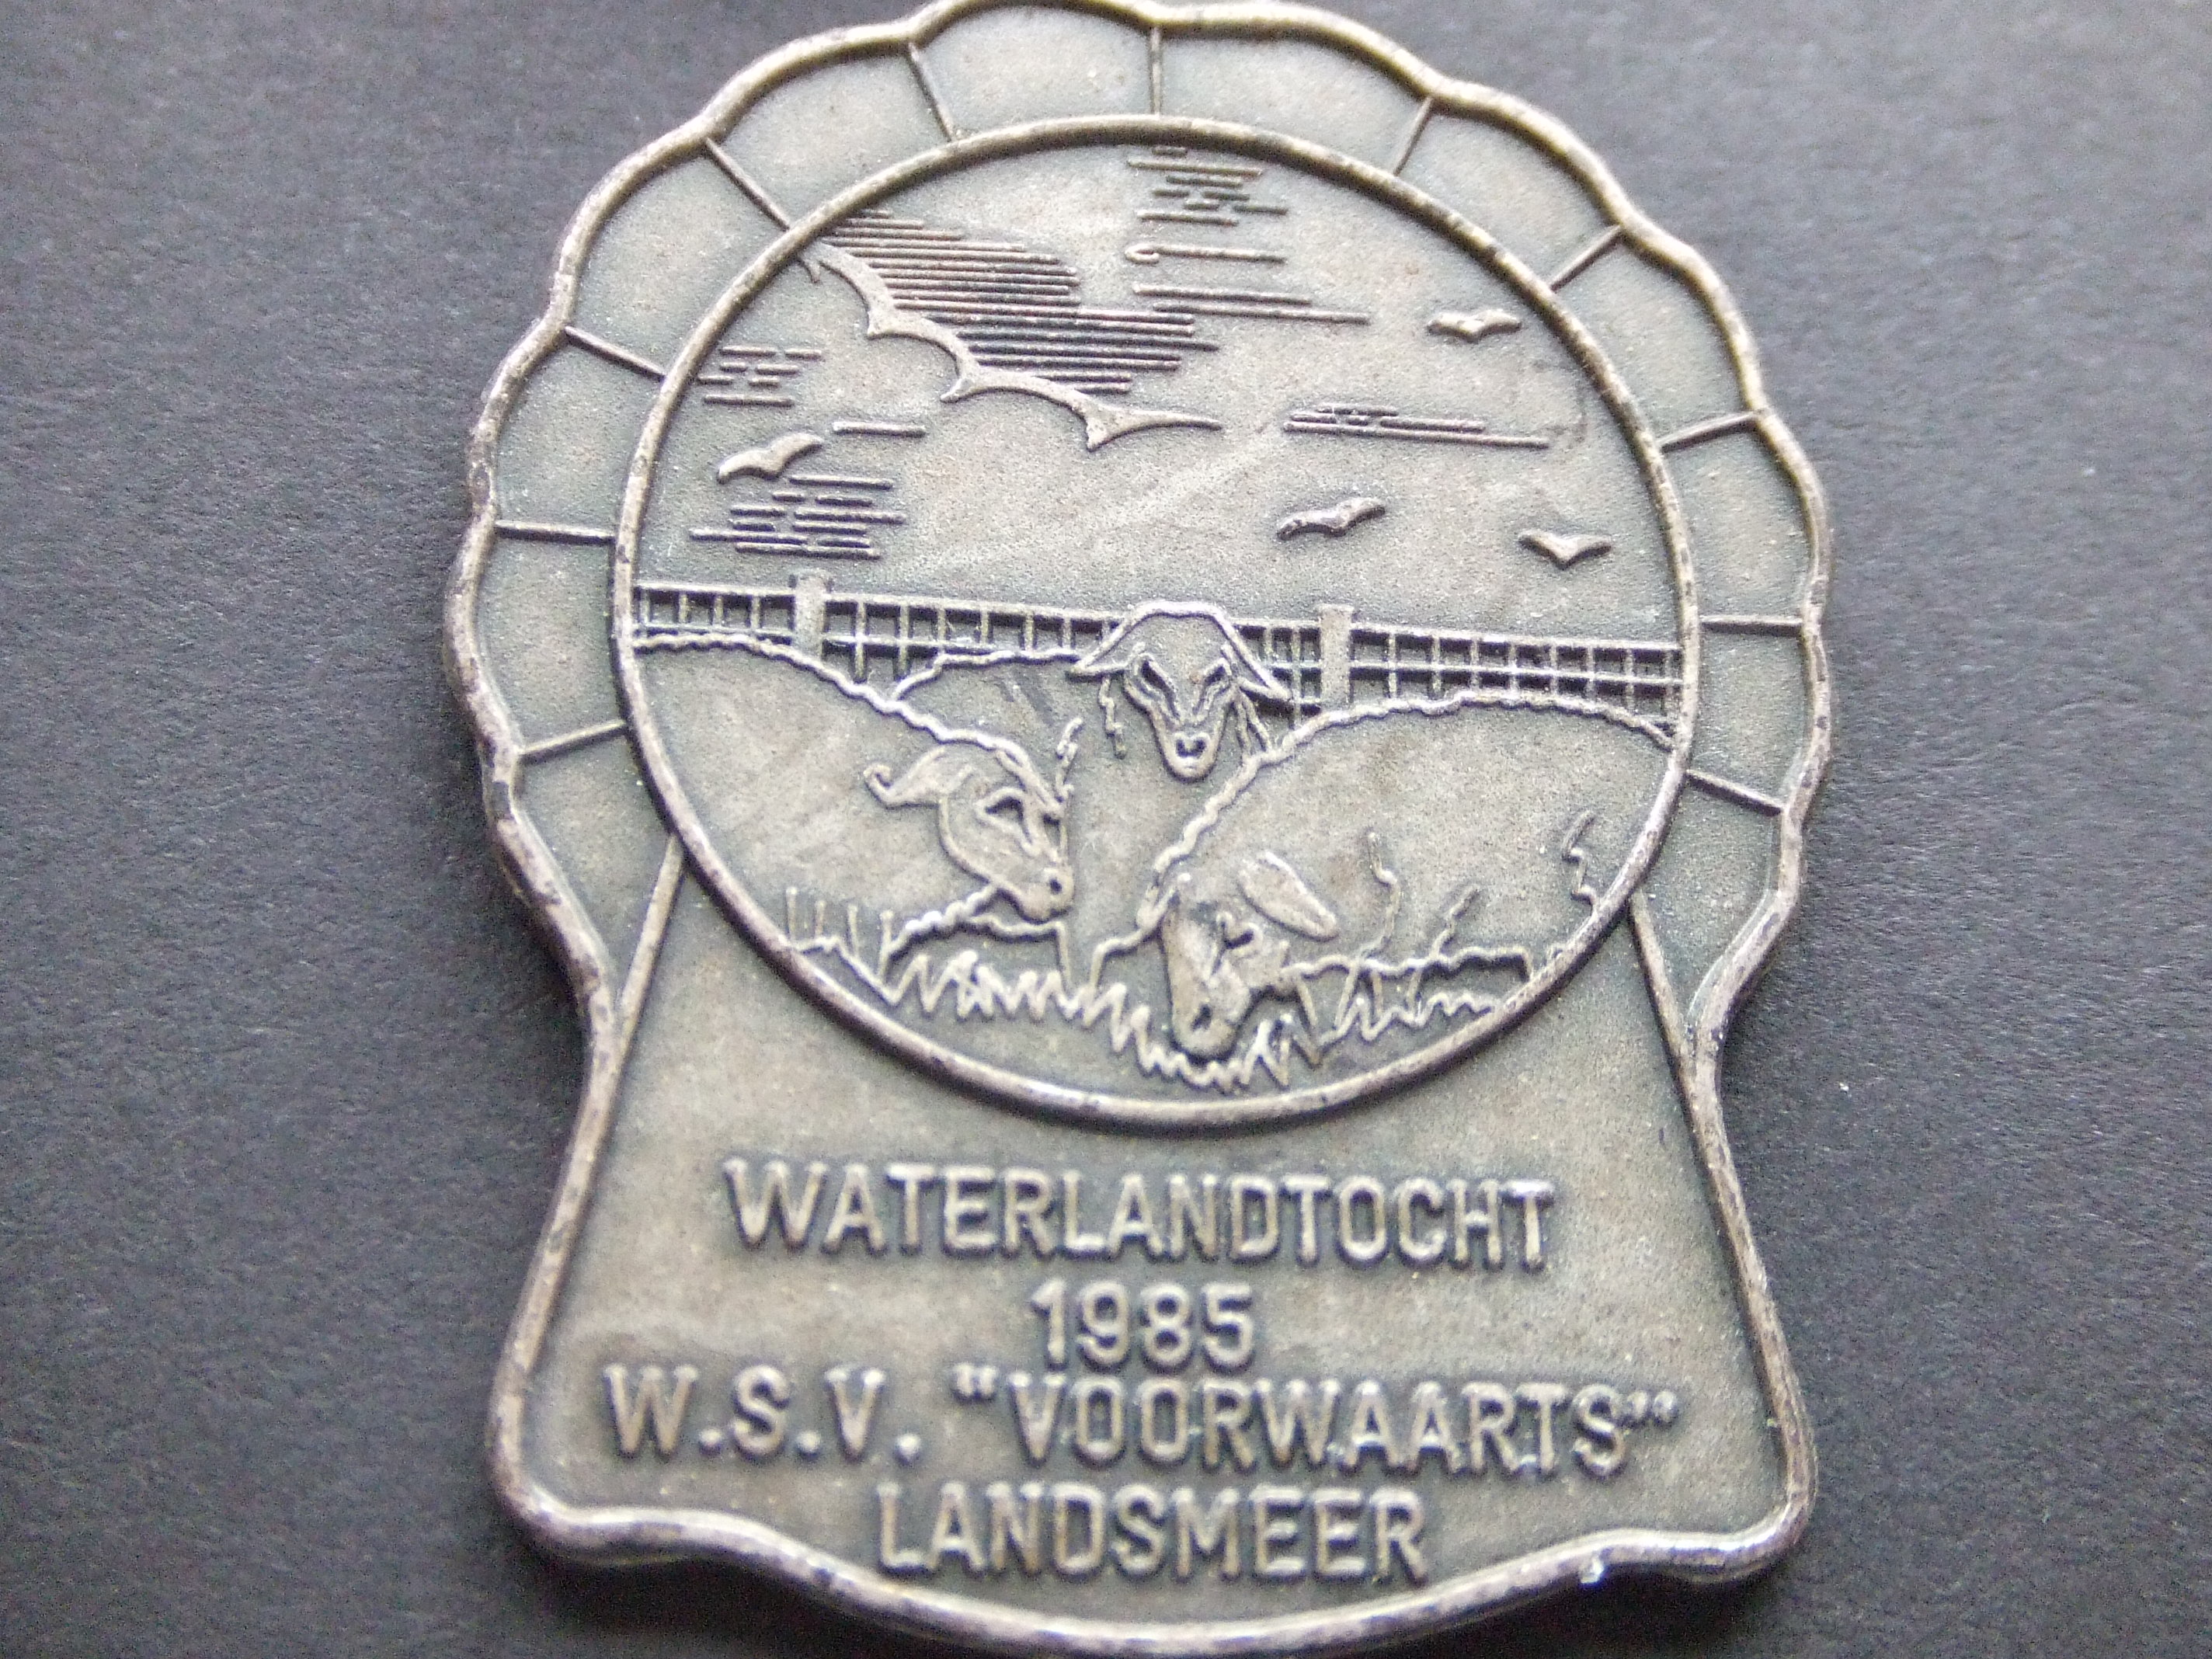 WATERLANDTOCHT
1985
W.S.V. "VOORWAARTS"
LANDSMEER